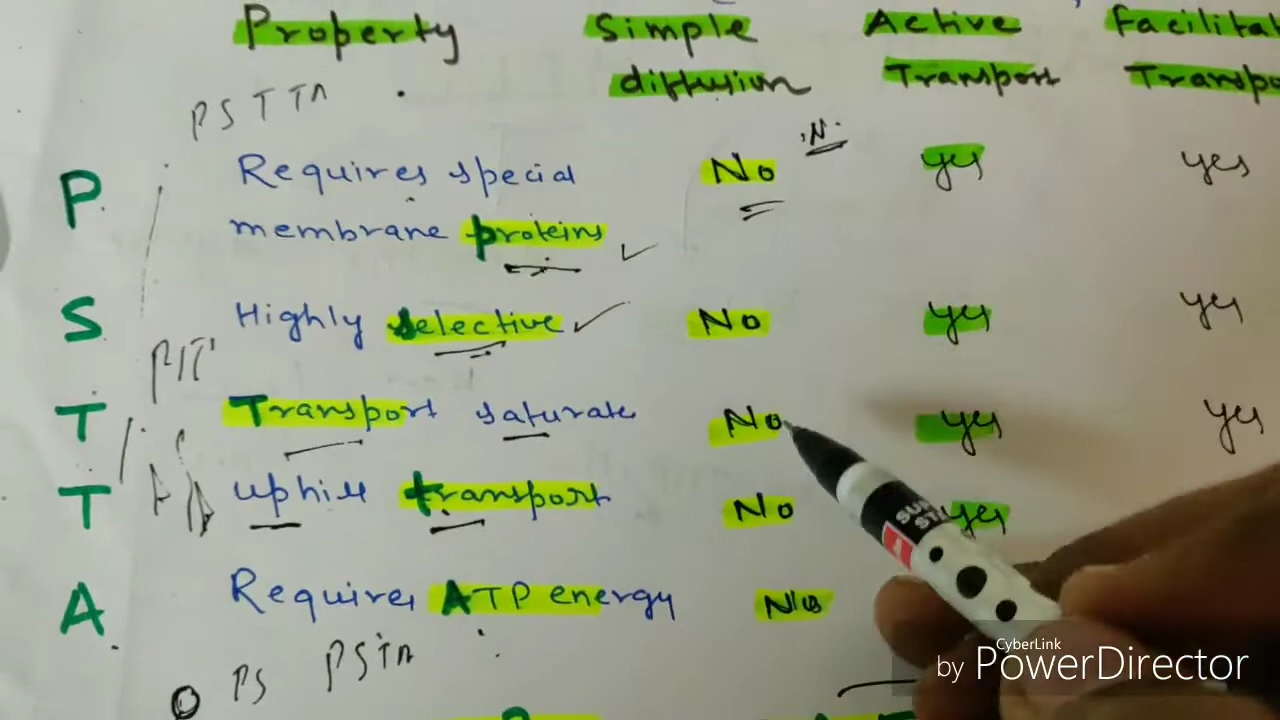 Property Simple Active Facilitat
diffusion Transport Transpo
PSTTA
P Requires special No N. yes yes
membrane proteins
S Highly selective No yes yes
PIT
T Transport saturate No yes yes
T uphill transport No yes
A Requires ATP energy No
PS PSTA
CyberLink
by PowerDirector